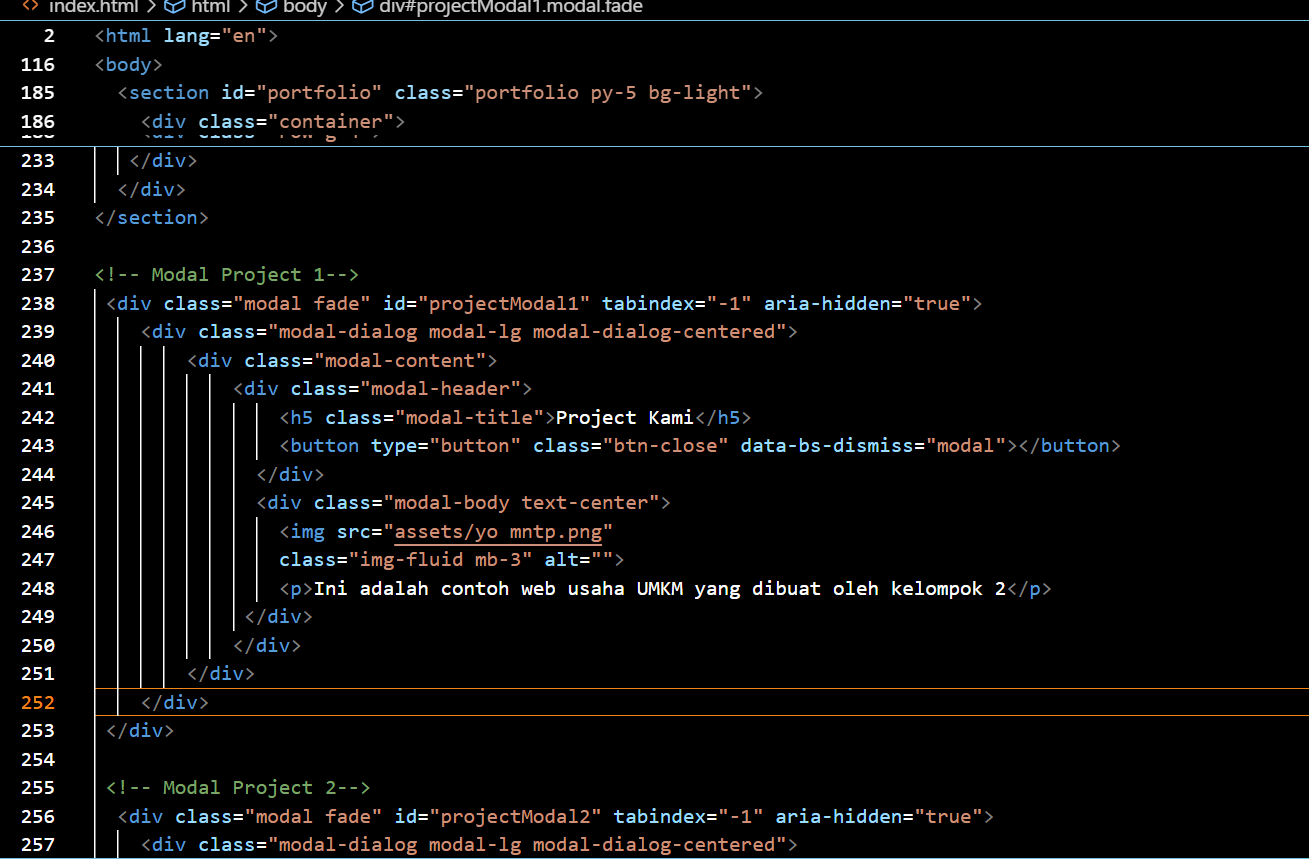 index.html > html > body > div#projectModal1.modal.fade
2 <html lang="en">
116 <body>
185 <section id="portfolio" class="portfolio py-5 bg-light">
186 <div class="container">
233 </div>
234 </div>
235 </section>
236
237 <!-- Modal Project 1-->
238 <div class="modal fade" id="projectModal1" tabindex="-1" aria-hidden="true">
239 <div class="modal-dialog modal-lg modal-dialog-centered">
240 <div class="modal-content">
241 <div class="modal-header">
242 <h5 class="modal-title">Project Kami</h5>
243 <button type="button" class="btn-close" data-bs-dismiss="modal"></button>
244 </div>
245 <div class="modal-body text-center">
246 <img src="assets/yo mntp.png"
247 class="img-fluid mb-3" alt="">
248 <p>Ini adalah contoh web usaha UMKM yang dibuat oleh kelompok 2</p>
249 </div>
250 </div>
251 </div>
252 </div>
253 </div>
254
255 <!-- Modal Project 2-->
256 <div class="modal fade" id="projectModal2" tabindex="-1" aria-hidden="true">
257 <div class="modal-dialog modal-lg modal-dialog-centered">